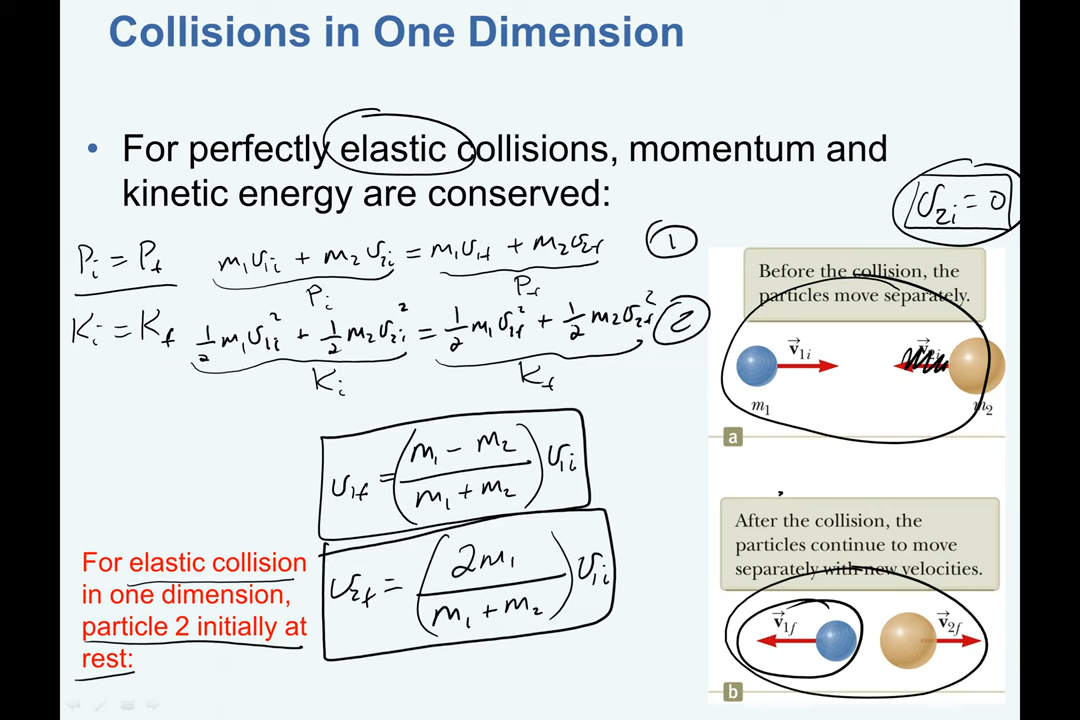 Collisions in One Dimension
• For perfectly elastic collisions, momentum and
kinetic energy are conserved:
v₂ᵢ = 0
Pᵢ = P_f m₁v₁ᵢ + m₂v₂ᵢ = m₁v₁f + m₂v₂f ①
Pᵢ P_f
Kᵢ = K_f ½m₁v₁ᵢ² + ½m₂v₂ᵢ² = ½m₁v₁f² + ½m₂v₂f² ②
Kᵢ K_f
v₁f = (m₁ − m₂ / m₁ + m₂) v₁ᵢ
v₂f = (2m₁ / m₁ + m₂) v₁ᵢ
For elastic collision
in one dimension,
particle 2 initially at
rest:
Before the collision, the
particles move separately.
v⃗₁ᵢ
m₁ m₂
a
After the collision, the
particles continue to move
separately with new velocities.
v⃗₁f v⃗₂f
b